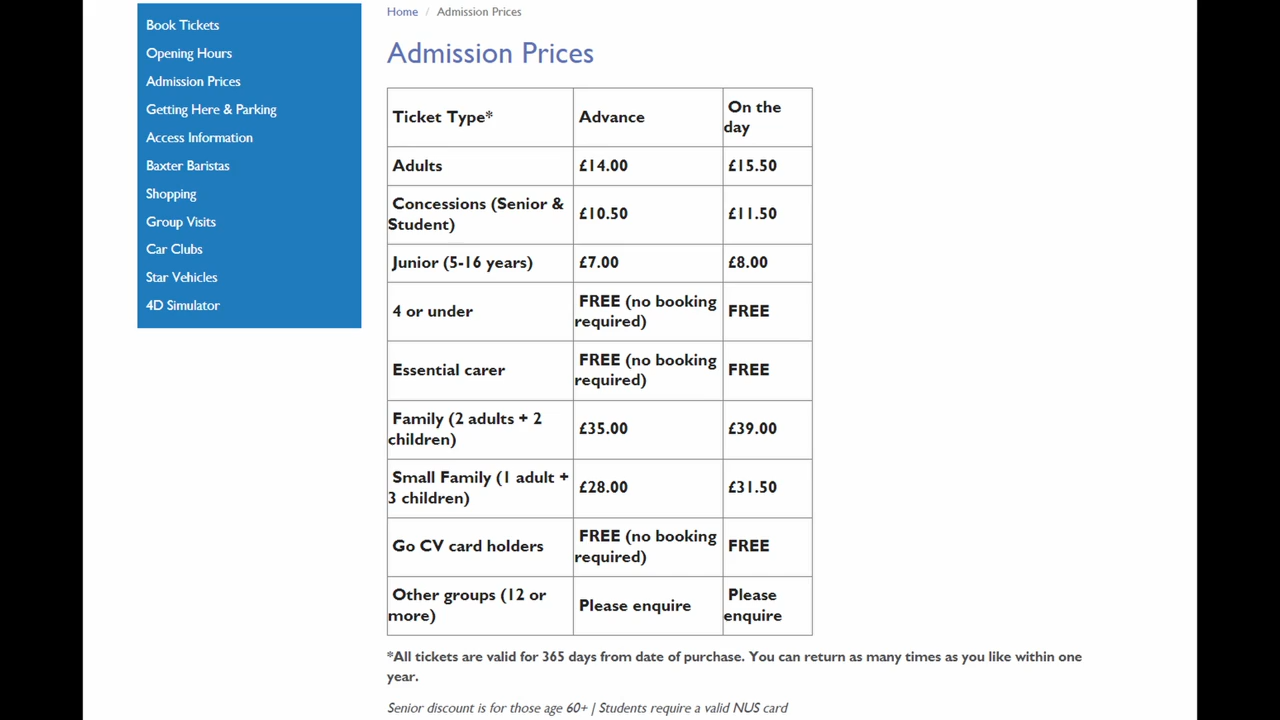 Book Tickets
Opening Hours
Admission Prices
Getting Here & Parking
Access Information
Baxter Baristas
Shopping
Group Visits
Car Clubs
Star Vehicles
4D Simulator
Home / Admission Prices
Admission Prices
Ticket Type* Advance On the day
Adults £14.00 £15.50
Concessions (Senior & Student) £10.50 £11.50
Junior (5-16 years) £7.00 £8.00
4 or under FREE (no booking required) FREE
Essential carer FREE (no booking required) FREE
Family (2 adults + 2 children) £35.00 £39.00
Small Family (1 adult + 3 children) £28.00 £31.50
Go CV card holders FREE (no booking required) FREE
Other groups (12 or more) Please enquire Please enquire
*All tickets are valid for 365 days from date of purchase. You can return as many times as you like within one
year.
Senior discount is for those age 60+ | Students require a valid NUS card